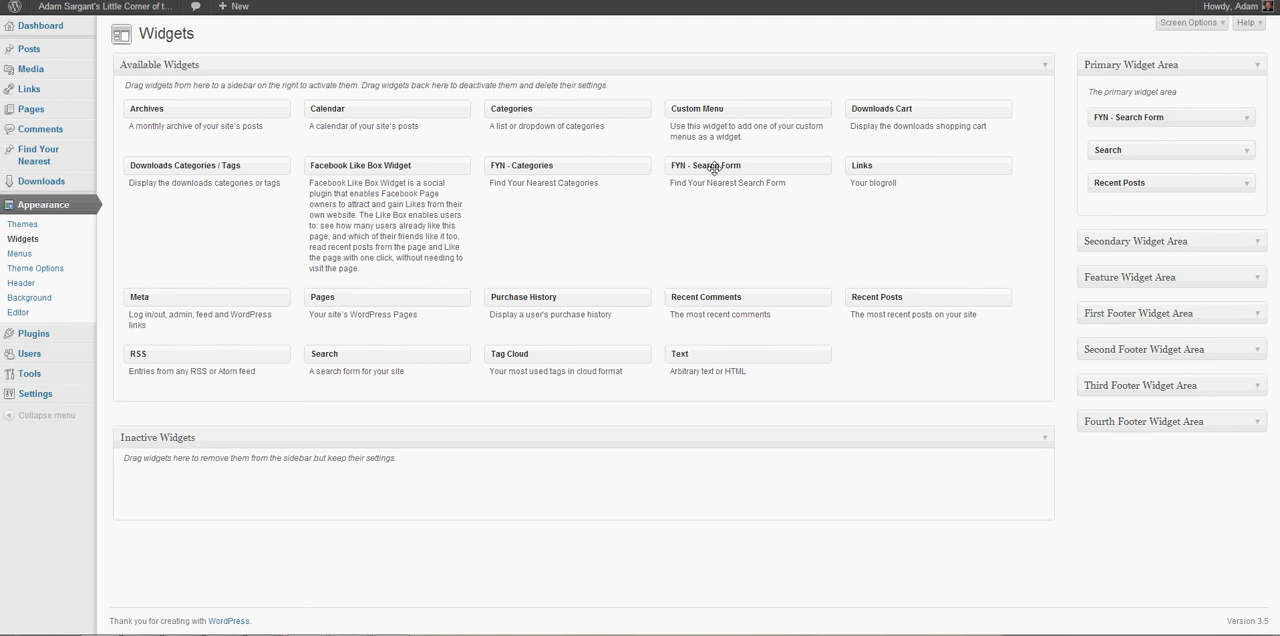 Adam Sargant's Little Corner of t...
New
Howdy, Adam
Screen Options
Help
Dashboard
Posts
Media
Links
Pages
Comments
Find Your
Nearest
Downloads
Appearance
Themes
Widgets
Menus
Theme Options
Header
Background
Editor
Plugins
Users
Tools
Settings
Collapse menu
Widgets
Available Widgets
Drag widgets from here to a sidebar on the right to activate them. Drag widgets back here to deactivate them and delete their settings.
Archives
A monthly archive of your site's posts
Calendar
A calendar of your site's posts
Categories
A list or dropdown of categories
Custom Menu
Use this widget to add one of your custom
menus as a widget.
Downloads Cart
Display the downloads shopping cart
Downloads Categories / Tags
Display the downloads categories or tags
Facebook Like Box Widget
Facebook Like Box Widget is a social
plugin that enables Facebook Page
owners to attract and gain Likes from their
own website. The Like Box enables users
to: see how many users already like this
page, and which of their friends like it too,
read recent posts from the page and Like
the page with one click, without needing to
visit the page.
FYN - Categories
Find Your Nearest Categories
FYN - Search Form
Find Your Nearest Search Form
Links
Your blogroll
Meta
Log in/out, admin, feed and WordPress
links
Pages
Your site's WordPress Pages
Purchase History
Display a user's purchase history
Recent Comments
The most recent comments
Recent Posts
The most recent posts on your site
RSS
Entries from any RSS or Atom feed
Search
A search form for your site
Tag Cloud
Your most used tags in cloud format
Text
Arbitrary text or HTML
Inactive Widgets
Drag widgets here to remove them from the sidebar but keep their settings.
Primary Widget Area
The primary widget area
FYN - Search Form
Search
Recent Posts
Secondary Widget Area
Feature Widget Area
First Footer Widget Area
Second Footer Widget Area
Third Footer Widget Area
Fourth Footer Widget Area
Thank you for creating with WordPress.
Version 3.5